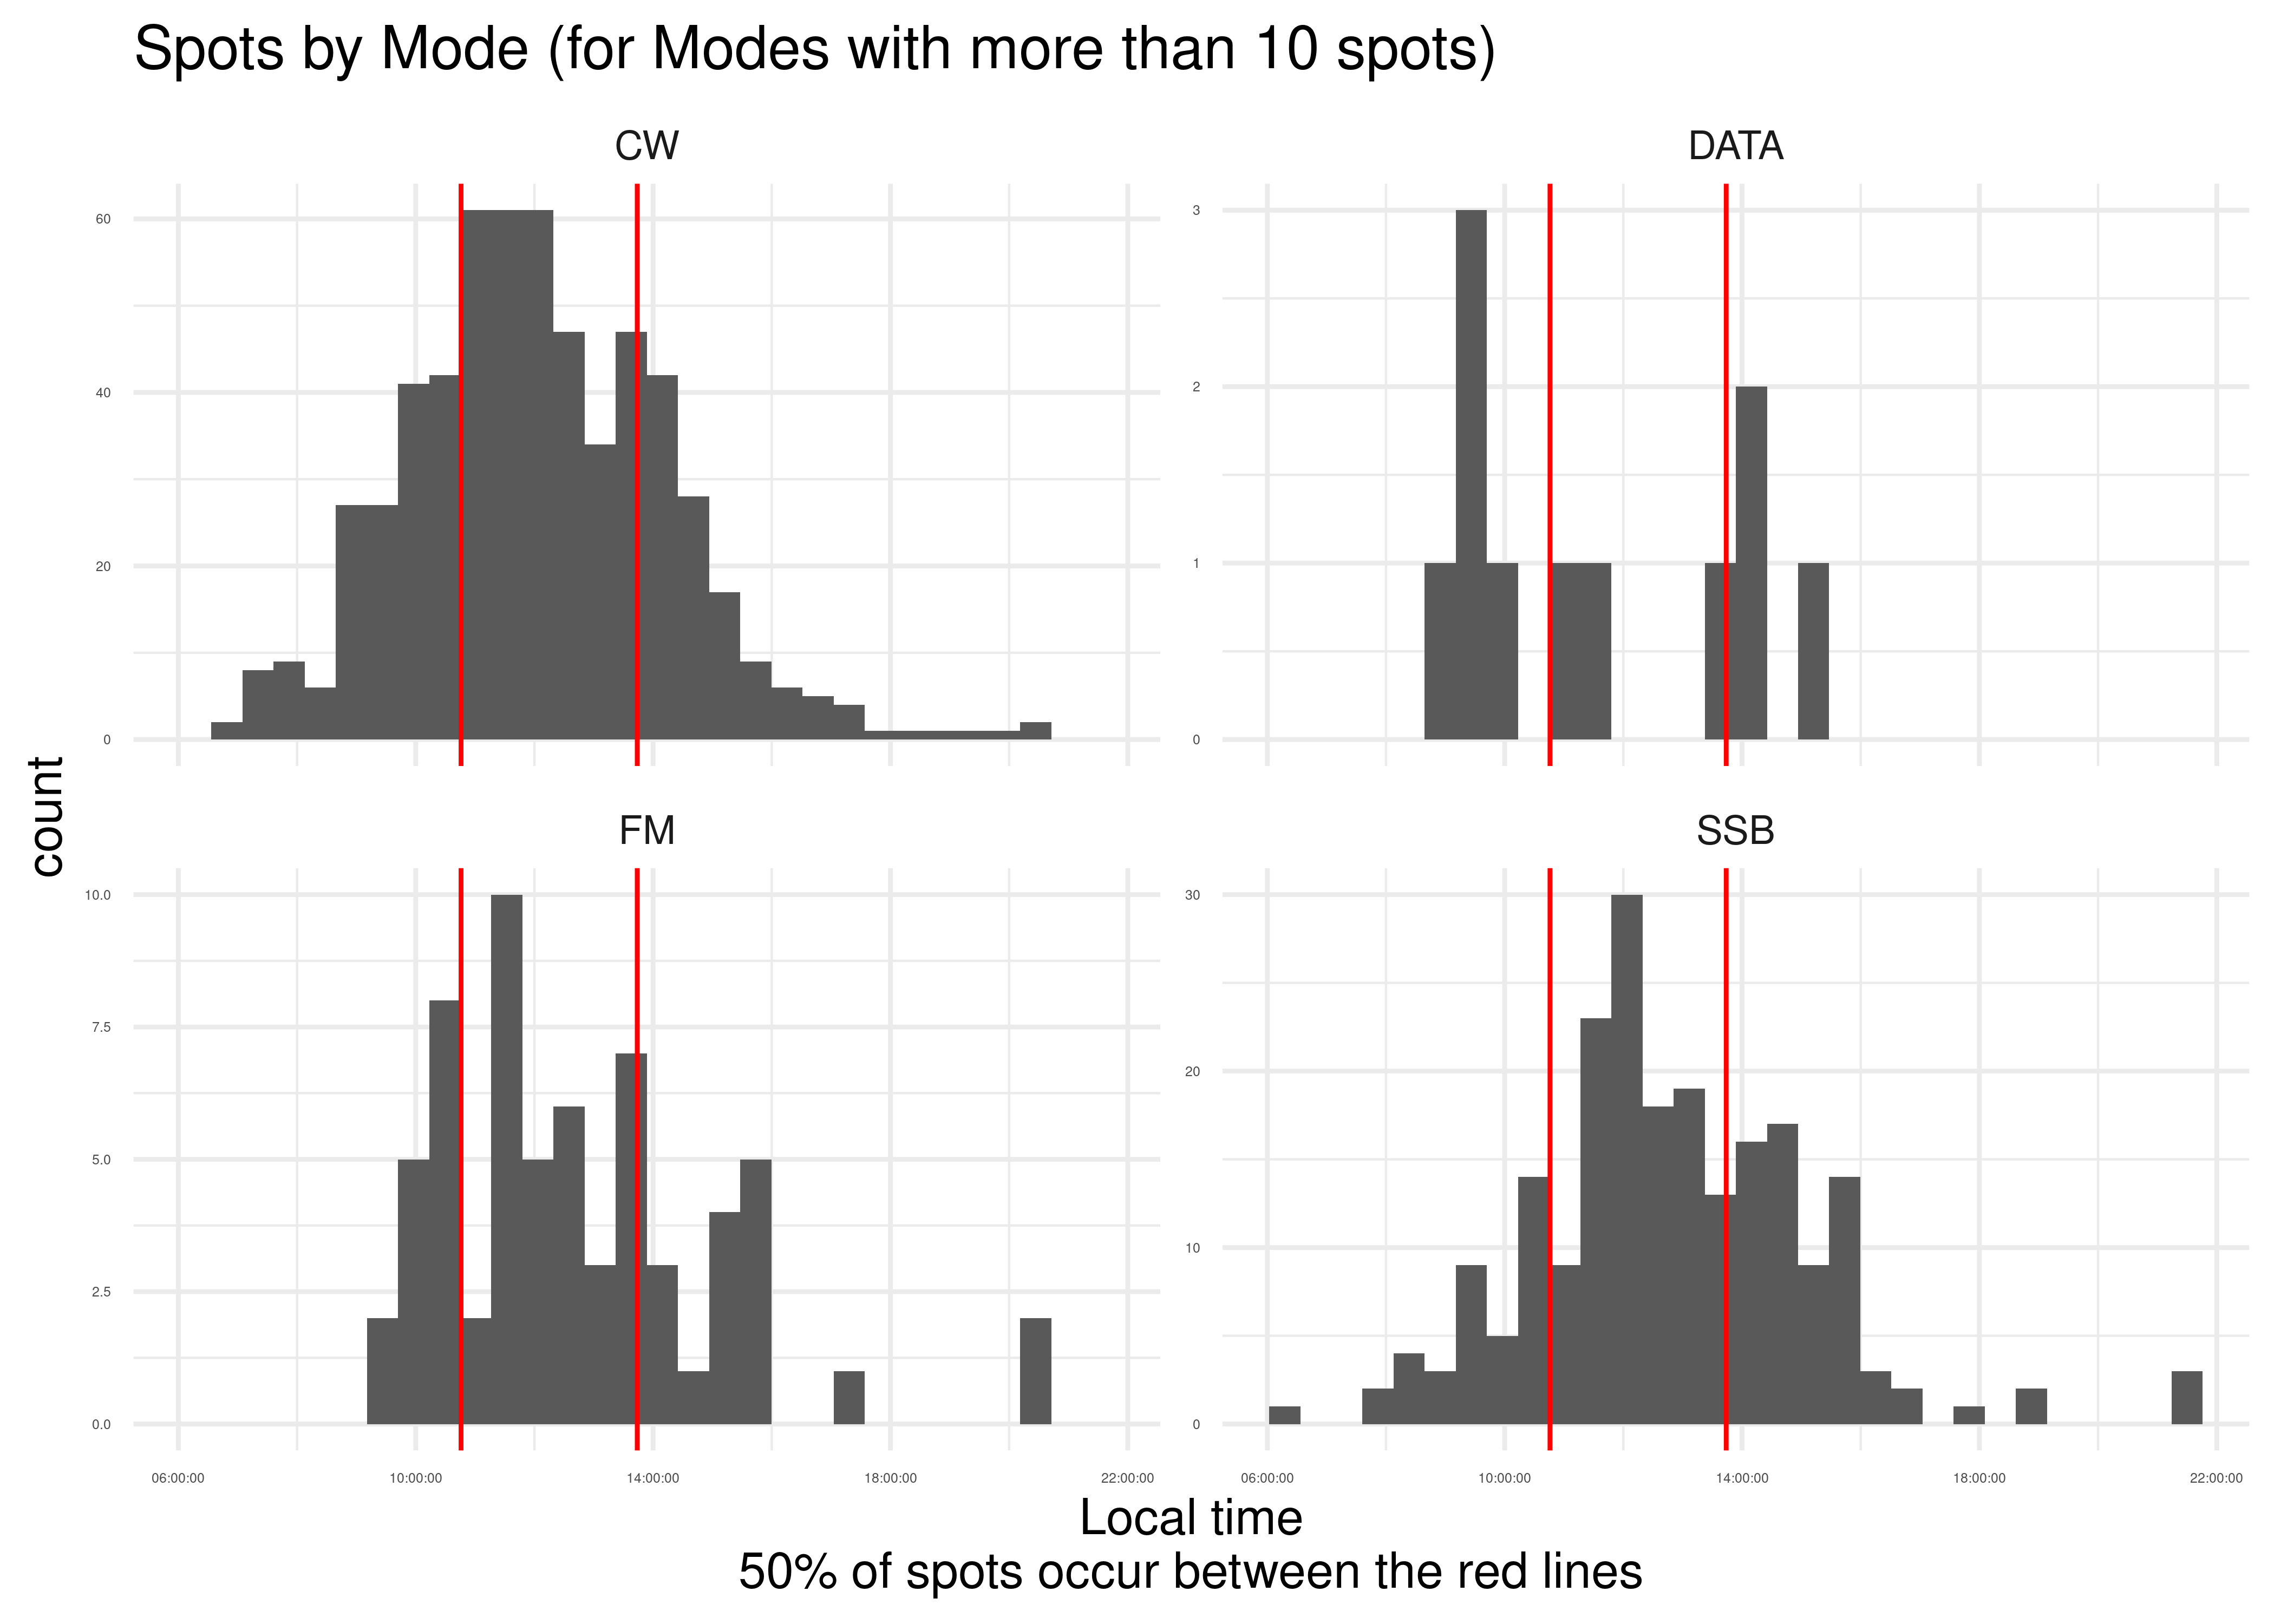 Spots by Mode (for Modes with more than 10 spots)
CW
DATA
60
40
20
0
3
2
1
0
count
FM
SSB
10.0
7.5
5.0
2.5
0.0
30
20
10
0
06:00:00 10:00:00 14:00:00 18:00:00 22:00:00
06:00:00 10:00:00 14:00:00 18:00:00 22:00:00
Local time
50% of spots occur between the red lines